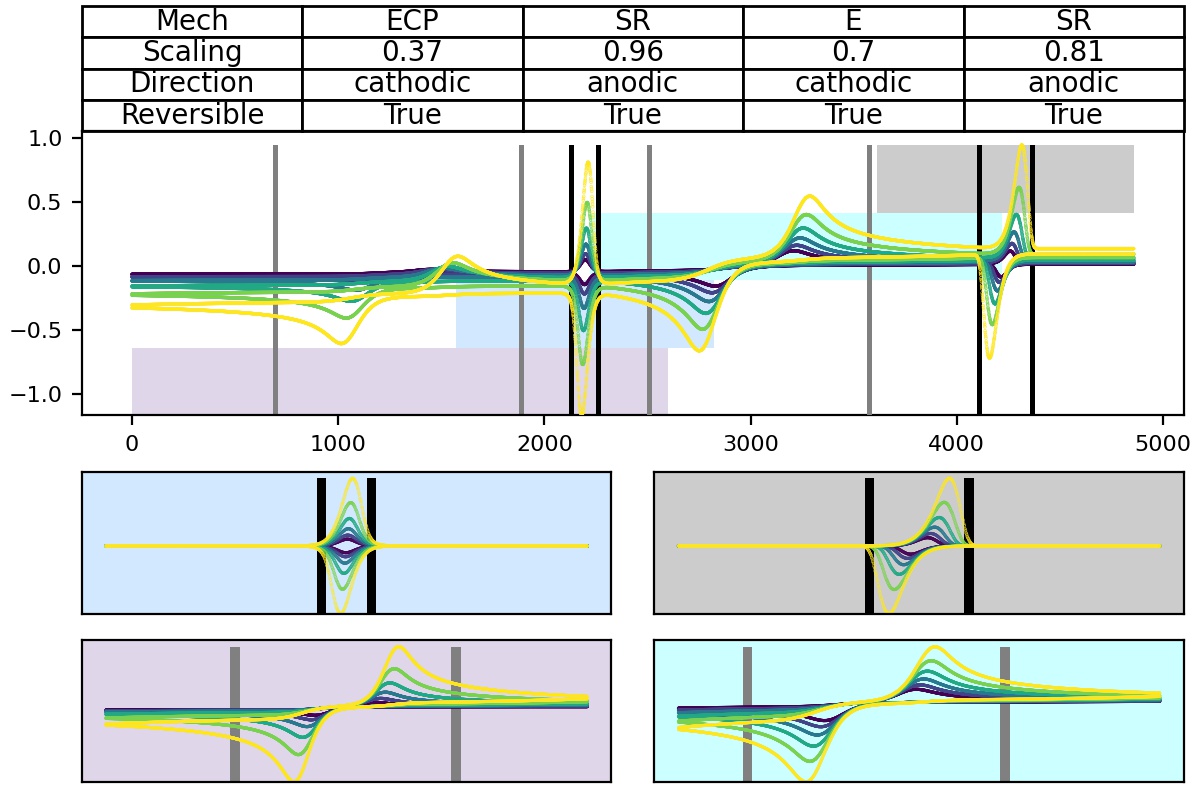 Mech ECP SR E SR
Scaling 0.37 0.96 0.7 0.81
Direction cathodic anodic cathodic anodic
Reversible True True True True
1.0
0.5
0.0
−0.5
−1.0
0 1000 2000 3000 4000 5000